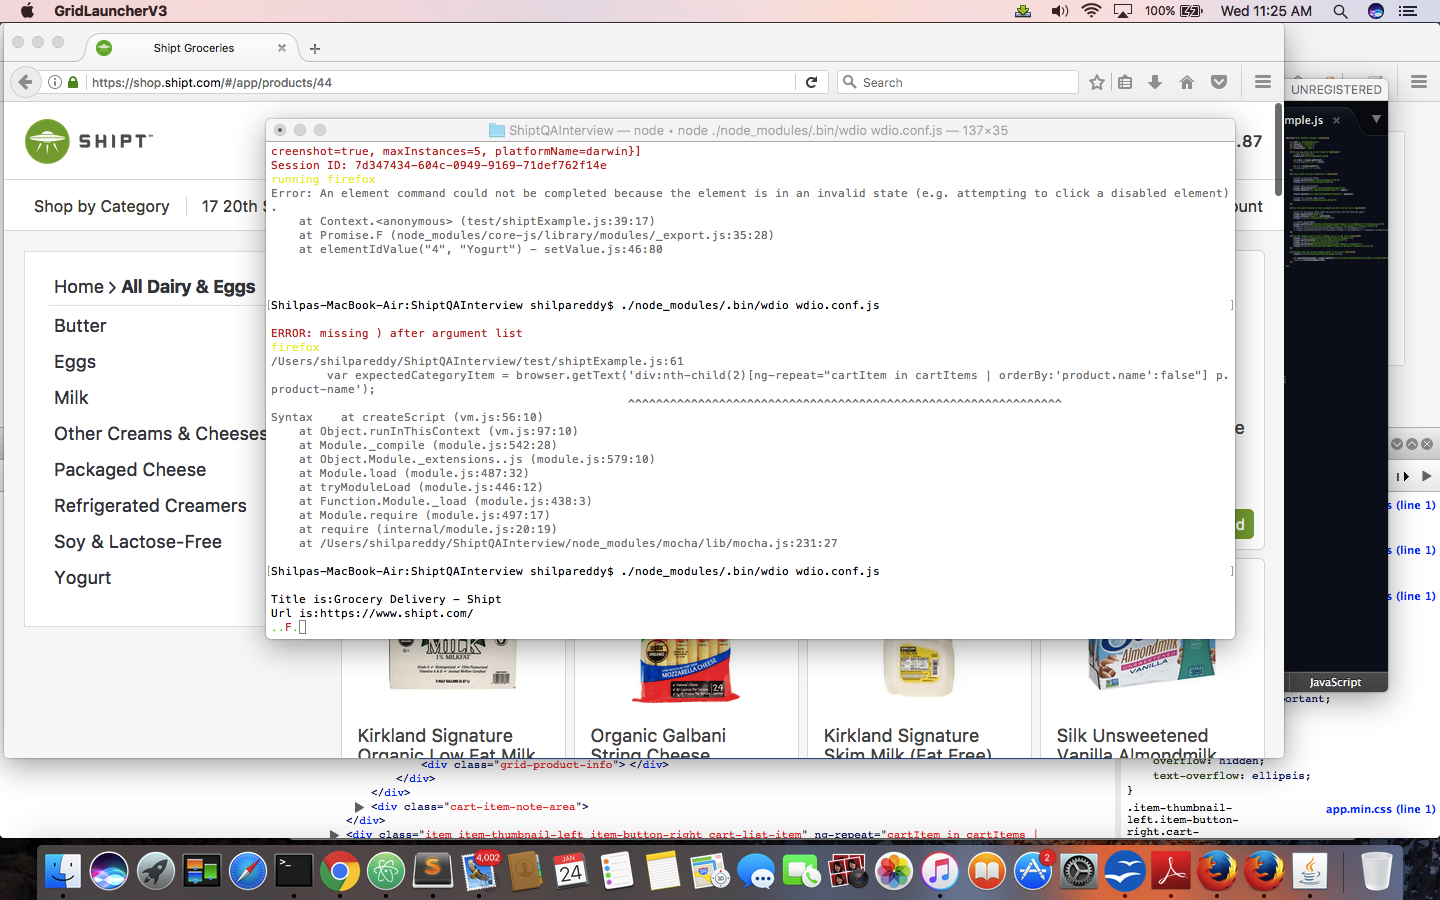 GridLauncherV3
100%
Wed 11:25 AM
Shipt Groceries
https://shop.shipt.com/#/app/products/44
Search
UNREGISTERED
SHIPT
.87
mple.js
Shop by Category
17 20th S
ount
Home > All Dairy & Eggs
Butter
Eggs
Milk
Other Creams & Cheeses
Packaged Cheese
Refrigerated Creamers
Soy & Lactose-Free
Yogurt
ShiptQAInterview — node • node ./node_modules/.bin/wdio wdio.conf.js — 137×35
creenshot=true, maxInstances=5, platformName=darwin}]
Session ID: 7d347434-604c-0949-9169-71def762f14e
running firefox
Error: An element command could not be completed because the element is in an invalid state (e.g. attempting to click a disabled element)
.
at Context.<anonymous> (test/shiptExample.js:39:17)
at Promise.F (node_modules/core-js/library/modules/_export.js:35:28)
at elementIdValue("4", "Yogurt") - setValue.js:46:80
[Shilpas-MacBook-Air:ShiptQAInterview shilpareddy$ ./node_modules/.bin/wdio wdio.conf.js ]
ERROR: missing ) after argument list
firefox
/Users/shilpareddy/ShiptQAInterview/test/shiptExample.js:61
var expectedCategoryItem = browser.getText('div:nth-child(2)[ng-repeat="cartItem in cartItems | orderBy:'product.name':false"] p.
product-name');
^^^^^^^^^^^^^^^^^^^^^^^^^^^^^^^^^^^^^^^^^^^^^^^^^^^^^^^^^^^^^^
Syntax    at createScript (vm.js:56:10)
at Object.runInThisContext (vm.js:97:10)
at Module._compile (module.js:542:28)
at Object.Module._extensions..js (module.js:579:10)
at Module.load (module.js:487:32)
at tryModuleLoad (module.js:446:12)
at Function.Module._load (module.js:438:3)
at Module.require (module.js:497:17)
at require (internal/module.js:20:19)
at /Users/shilpareddy/ShiptQAInterview/node_modules/mocha/lib/mocha.js:231:27
[Shilpas-MacBook-Air:ShiptQAInterview shilpareddy$ ./node_modules/.bin/wdio wdio.conf.js ]
Title is:Grocery Delivery - Shipt
Url is:https://www.shipt.com/
..F.
e
d
s (line 1)
s (line 1)
s (line 1)
JavaScript
MILK
1% MILKFAT
ORGANIC
MOZZARELLA CHEESE
24
Almondmilk
UNSWEETENED
VANILLA
Kirkland Signature
Organic Low Fat Milk
Organic Galbani
String Cheese
Kirkland Signature
Skim Milk (Fat Free)
Silk Unsweetened
Vanilla Almondmilk
portant;
overflow: hidden;
text-overflow: ellipsis;
}
.item-thumbnail-
left.item-button-
right.cart-
app.min.css (line 1)
<div class="grid-product-info"> </div>
</div>
</div>
<div class="cart-item-note-area">
</div>
<div class="item item-thumbnail-left item-button-right cart-list-item" ng-repeat="cartItem in cartItems |
4,002
JAN
24
2